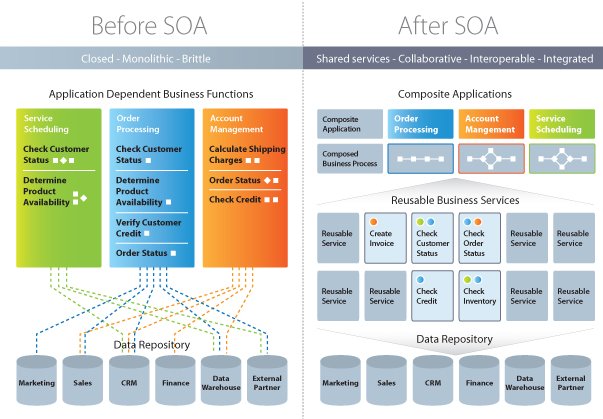 Before SOA
Closed - Monolithic - Brittle
Application Dependent Business Functions
Service
Scheduling
Check Customer
Status
Determine
Product
Availability
Order
Processing
Check Customer
Status
Determine
Product
Availability
Verify Customer
Credit
Order Status
Account
Management
Calculate Shipping
Charges
Order Status
Check Credit
Data Repository
Marketing
Sales
CRM
Finance
Data
Warehouse
External
Partner
After SOA
Shared services - Collaborative - Interoperable - Integrated
Composite Applications
Composite
Application
Order
Processing
Account
Mangement
Service
Scheduling
Composed
Business Process
Reusable Business Services
Reusable
Service
Create
Invoice
Check
Customer
Status
Check
Order
Status
Reusable
Service
Reusable
Service
Reusable
Service
Reusable
Service
Check
Credit
Check
Inventory
Reusable
Service
Reusable
Service
Data Repository
Marketing
Sales
CRM
Finance
Data
Warehouse
External
Partner